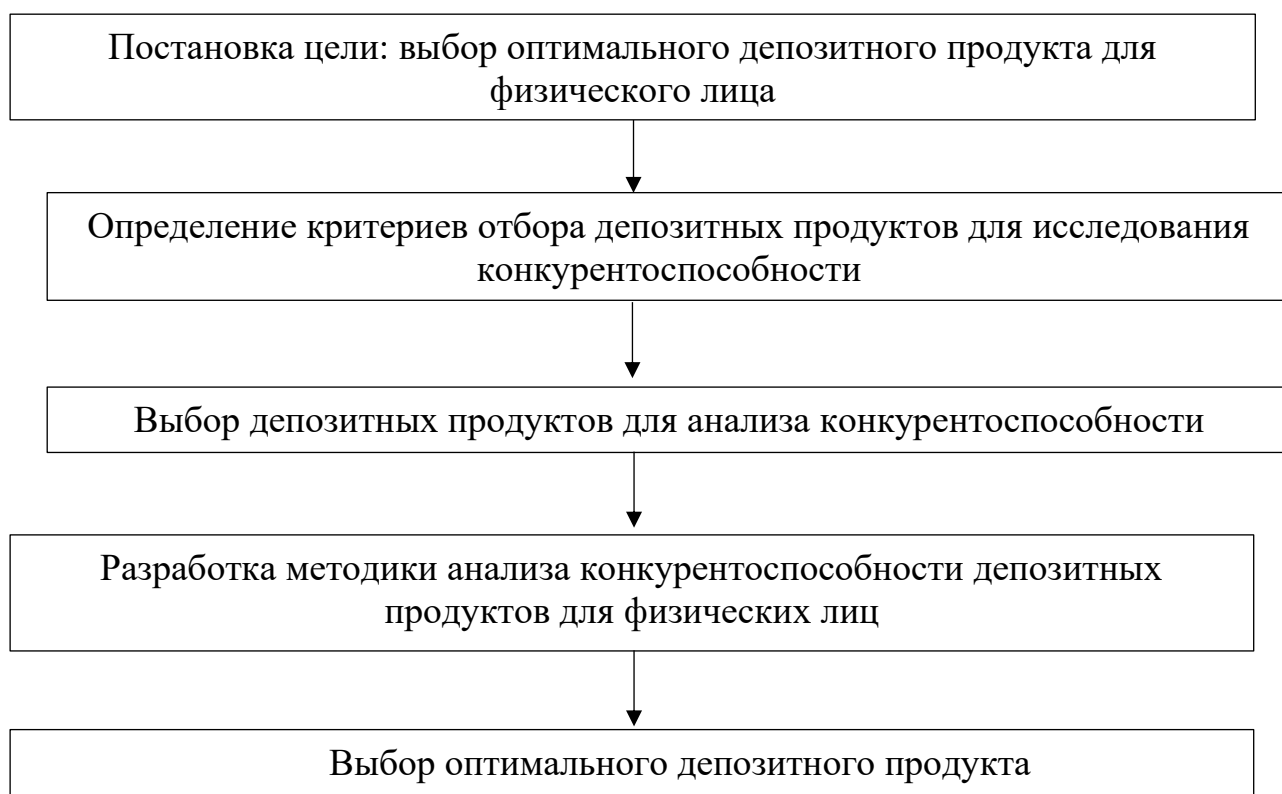 Постановка цели: выбор оптимального депозитного продукта для
физического лица
Определение критериев отбора депозитных продуктов для исследования
конкурентоспособности
Выбор депозитных продуктов для анализа конкурентоспособности
Разработка методики анализа конкурентоспособности депозитных
продуктов для физических лиц
Выбор оптимального депозитного продукта